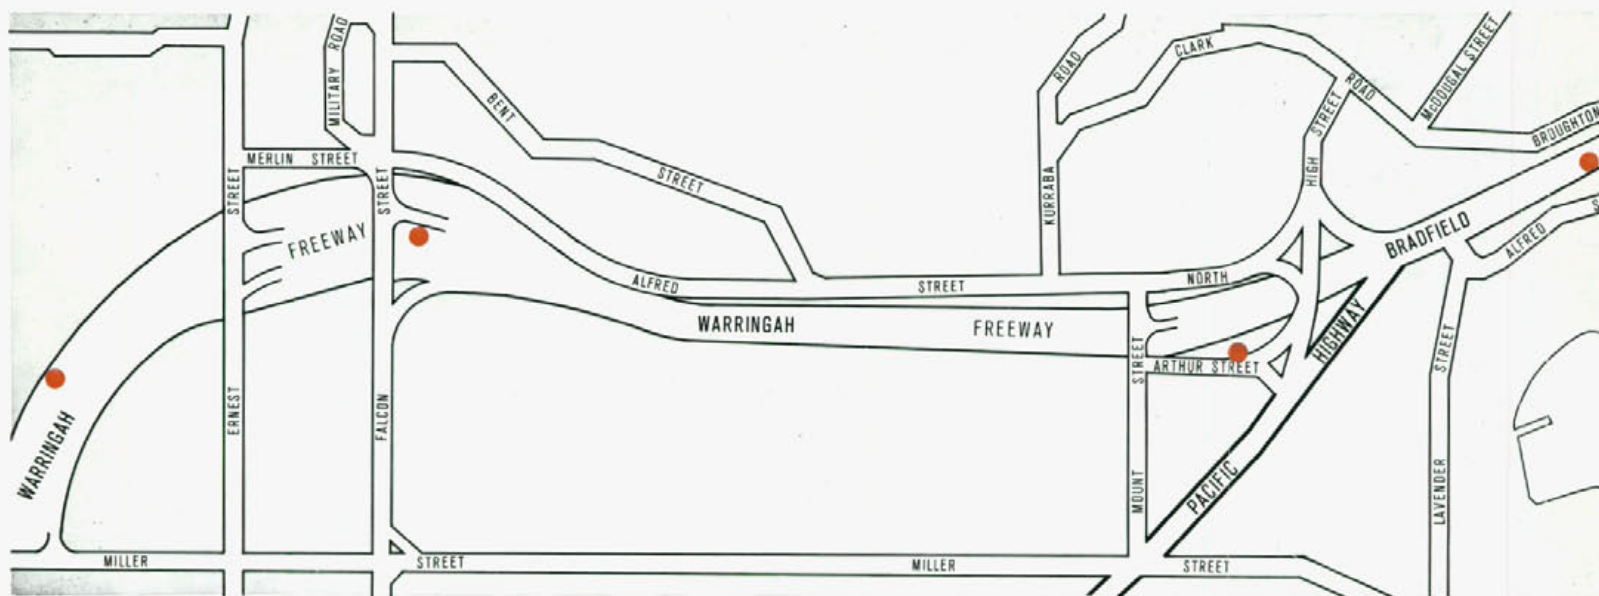 MILITARY ROAD
BENT
STREET
MERLIN STREET
STREET
STREET
FREEWAY
ERNEST
FALCON
WARRINGAH
MILLER
STREET
ALFRED
STREET
NORTH
WARRINGAH FREEWAY
ROAD
KURRABA
CLARK
ROAD
McDOUGAL STREET
BROUGHTON
STREET
HIGH
BRADFIELD
HIGHWAY
PACIFIC
ALFRED
S
STREET
LAVENDER
STREET
MOUNT
ARTHUR STREET
MILLER
STREET